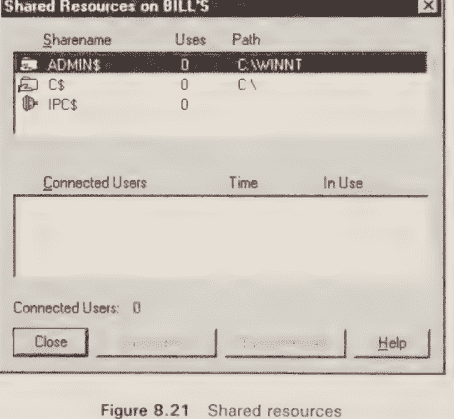 Shared Resources on BILL'S
Sharename Uses Path
ADMIN$ 0 C:\WINNT
C$ 0 C:\
IPC$ 0
Connected Users Time In Use
Connected Users: 0
Close Help
Figure 8.21 Shared resources